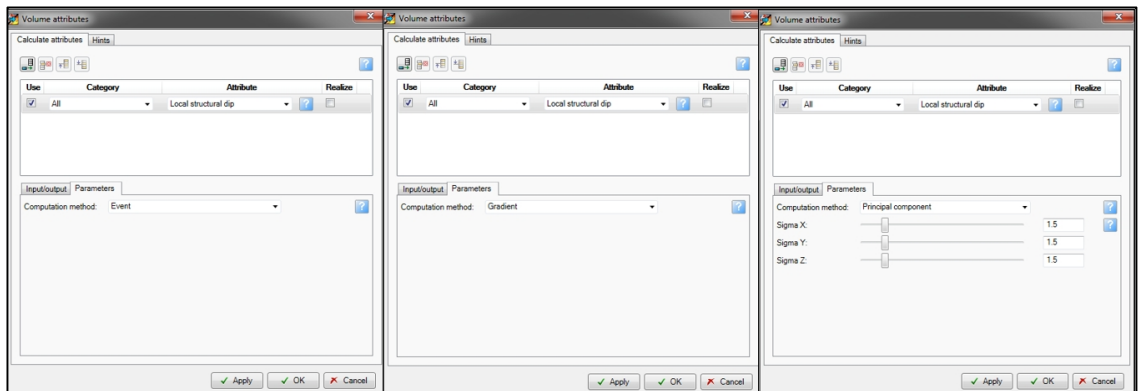 Volume attributes
Calculate attributes Hints
?
Use Category Attribute Realize
All Local structural dip ?
Input/output Parameters
Computation method: Event ?
Apply OK Cancel
Volume attributes
Calculate attributes Hints
?
Use Category Attribute Realize
All Local structural dip ?
Input/output Parameters
Computation method: Gradient ?
Apply OK Cancel
Volume attributes
Calculate attributes Hints
?
Use Category Attribute Realize
All Local structural dip ?
Input/output Parameters
Computation method: Principal component ?
Sigma X: 1.5 ?
Sigma Y: 1.5
Sigma Z: 1.5
Apply OK Cancel